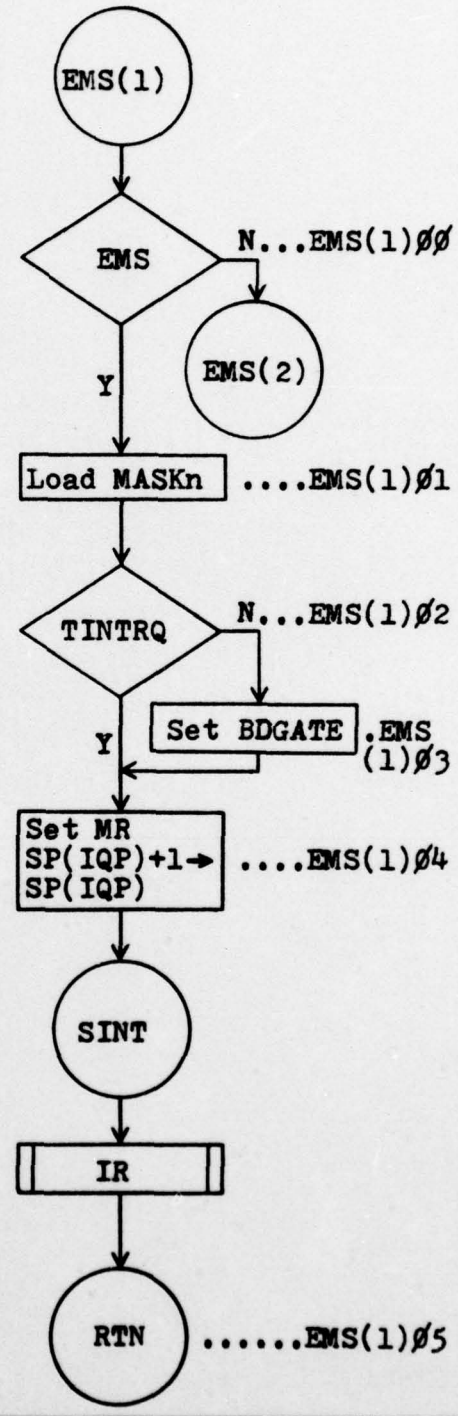 EMS(1)
EMS
N...EMS(1)ØØ
EMS(2)
Y
Load MASKn ....EMS(1)Ø1
TINTRQ
N...EMS(1)Ø2
Set BDGATE .EMS
(1)Ø3
Y
Set MR
SP(IQP)+1→ ....EMS(1)Ø4
SP(IQP)
SINT
IR
RTN ......EMS(1)Ø5